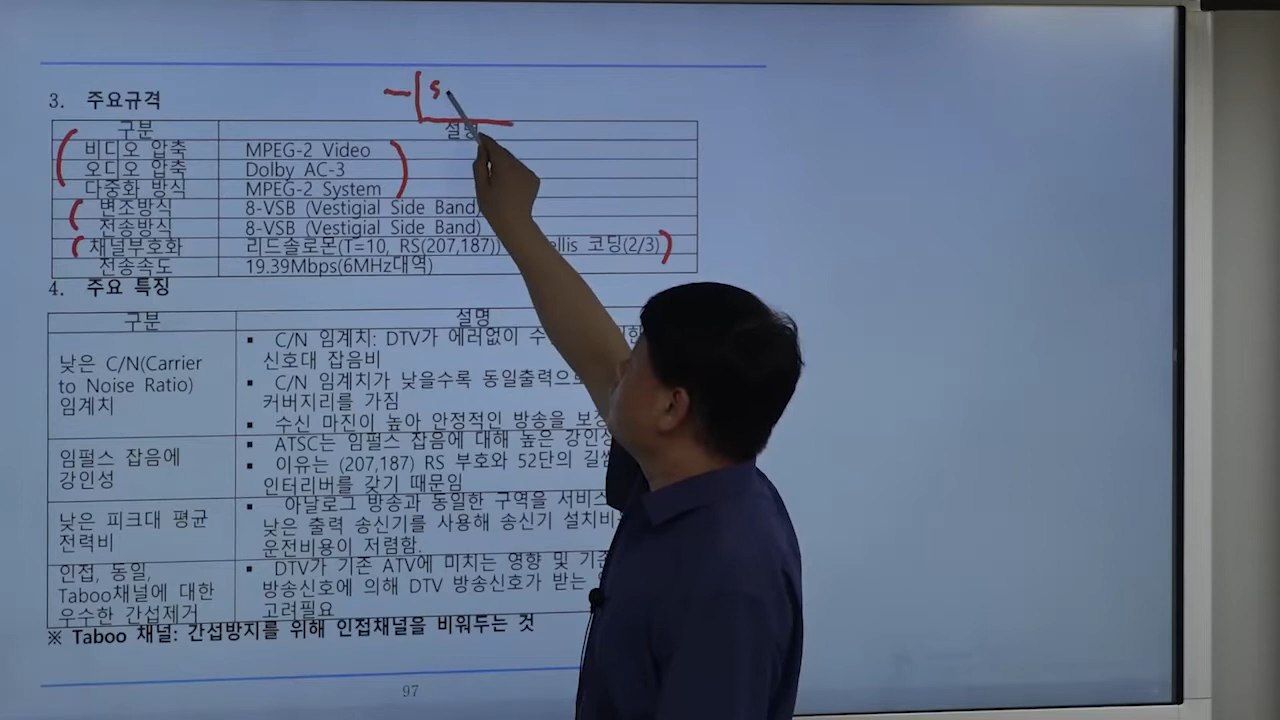 3. 주요규격
구분 설명
비디오 압축 MPEG-2 Video
오디오 압축 Dolby AC-3
다중화 방식 MPEG-2 System
변조방식 8-VSB (Vestigial Side Band)
전송방식 8-VSB (Vestigial Side Band)
채널부호화 리드솔로몬(T=10, RS(207,187)) 코딩(2/3)
전송속도 19.39Mbps(6MHz대역)
4. 주요 특징
구분 설명
낮은 C/N(Carrier
to Noise Ratio)
임계치
▪ C/N 임계치: DTV가 에러없이
신호대 잡음비
▪ C/N 임계치가 낮을수록 동일출력으로
커버지리를 가짐
▪ 수신 마진이 높아 안정적인 방송을
임펄스 잡음에
강인성
▪ ATSC는 임펄스 잡음에 대해 높은
▪ 이유는 (207,187) RS 부호와 52단의
인터리버를 갖기 때문임
낮은 피크대 평균
전력비
▪ 아날로그 방송과 동일한 구역을
낮은 출력 송신기를 사용해 송신기
운전비용이 저렴함.
인접, 동일,
Taboo채널에 대한
우수한 간섭제거
▪ DTV가 기존 ATV에 미치는 영향 및
방송신호에 의해 DTV 방송신호가 받는
고려필요
※ Taboo 채널: 간섭방지를 위해 인접채널을 비워두는 것
97